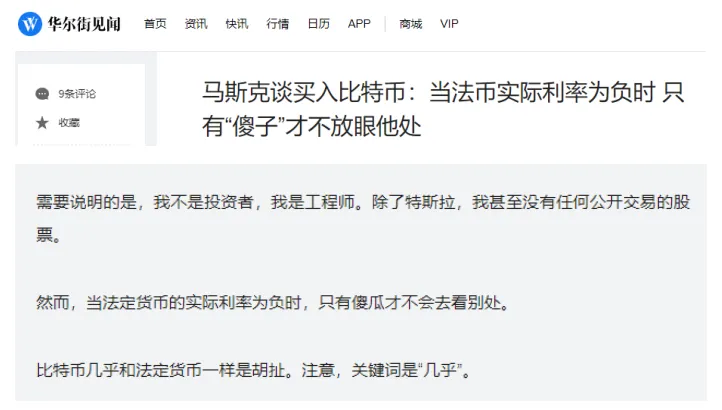 华尔街见闻 首页 资讯 快讯 行情 日历 APP 商城 VIP
9条评论
收藏
马斯克谈买入比特币：当法币实际利率为负时 只
有“傻子”才不放眼他处
需要说明的是，我不是投资者，我是工程师。除了特斯拉，我甚至没有任何公开交易的股
票。
然而，当法定货币的实际利率为负时，只有傻瓜才不会去看别处。
比特币几乎和法定货币一样是胡扯。注意，关键词是“几乎”。